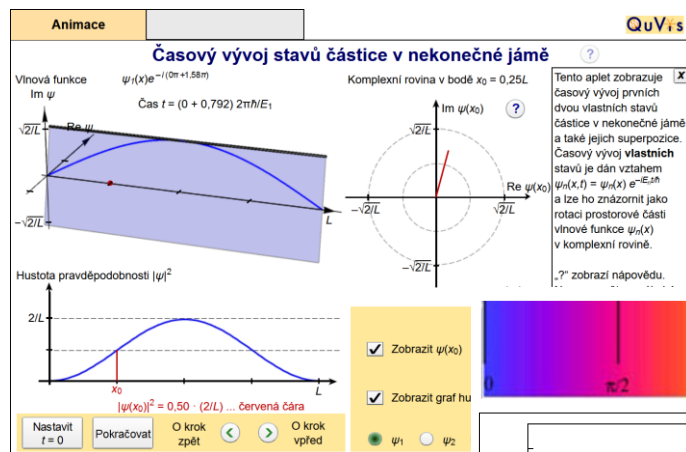 Animace
QuVis
Časový vývoj stavů částice v nekonečné jámě
?
Vlnová funkce
ψ₁(x)e^{-i(0π+1,58π)}
Im ψ
Čas t = (0 + 0,792) 2πħ/E₁
√2/L
Re ψ
L
−√2/L
Komplexní rovina v bodě x₀ = 0,25L
Im ψ(x₀)
?
√2/L
Re ψ(x₀)
−√2/L
√2/L
−√2/L
Tento aplet zobrazuje
X
časový vývoj prvních
dvou vlastních stavů
částice v nekonečné jámě
a také jejich superpozice.
Časový vývoj vlastních
stavů je dán vztahem
ψₙ(x,t) = ψₙ(x) e^{-iEₙt/ħ}
a lze ho znázornit jako
rotaci prostorové části
vlnové funkce ψₙ(x)
v komplexní rovině.
„?“ zobrazí nápovědu.
Hustota pravděpodobnosti |ψ|²
2/L
x₀
L
|ψ(x₀)|² = 0,50 · (2/L) ... červená čára
Nastavit
t = 0
Pokračovat
O krok
zpět
O krok
vpřed
Zobrazit ψ(x₀)
Zobrazit graf hu
ψ₁
ψ₂
0
π/2